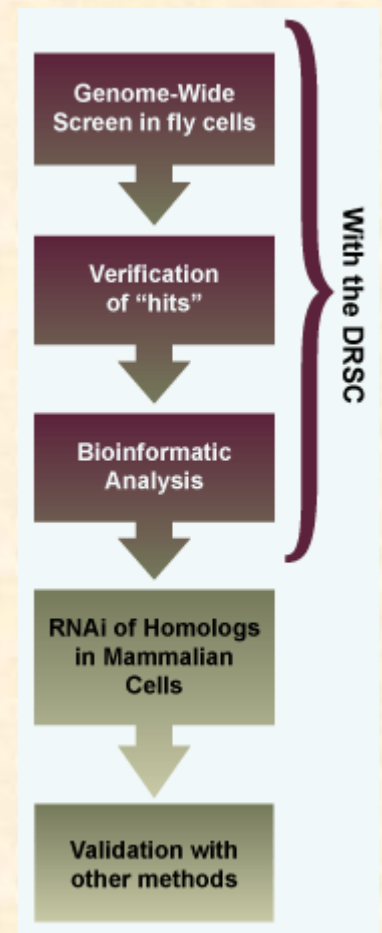 Genome-Wide
Screen in fly cells
Verification
of “hits”
Bioinformatic
Analysis
With the DRSC
RNAi of Homologs
in Mammalian
Cells
Validation with
other methods